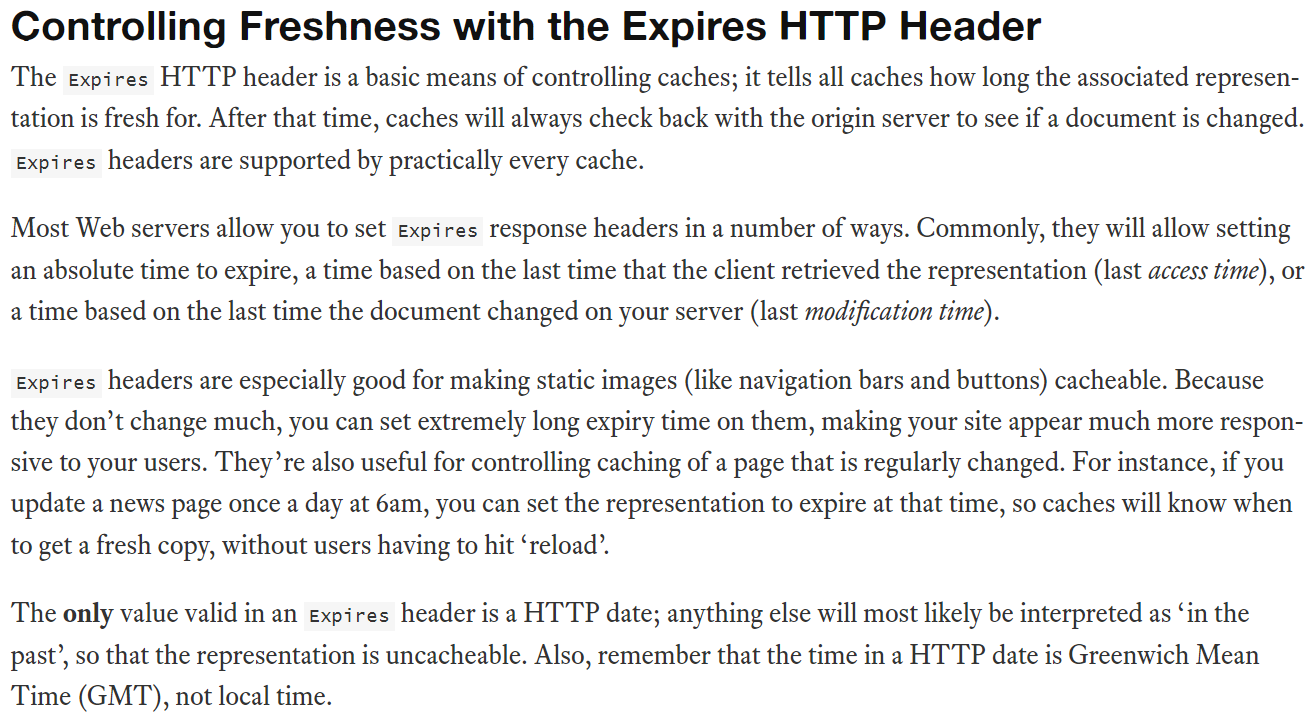 Controlling Freshness with the Expires HTTP Header
The Expires HTTP header is a basic means of controlling caches; it tells all caches how long the associated represen-
tation is fresh for. After that time, caches will always check back with the origin server to see if a document is changed.
Expires headers are supported by practically every cache.
Most Web servers allow you to set Expires response headers in a number of ways. Commonly, they will allow setting
an absolute time to expire, a time based on the last time that the client retrieved the representation (last access time), or
a time based on the last time the document changed on your server (last modification time).
Expires headers are especially good for making static images (like navigation bars and buttons) cacheable. Because
they don’t change much, you can set extremely long expiry time on them, making your site appear much more respon-
sive to your users. They’re also useful for controlling caching of a page that is regularly changed. For instance, if you
update a news page once a day at 6am, you can set the representation to expire at that time, so caches will know when
to get a fresh copy, without users having to hit ‘reload’.
The only value valid in an Expires header is a HTTP date; anything else will most likely be interpreted as ‘in the
past’, so that the representation is uncacheable. Also, remember that the time in a HTTP date is Greenwich Mean
Time (GMT), not local time.